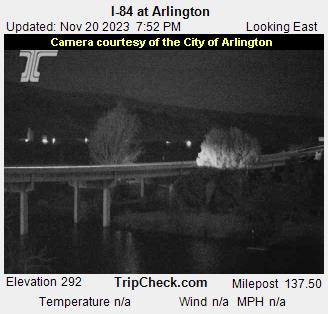 I-84 at Arlington
Updated: Nov 20 2023 7:52 PM Looking East
Camera courtesy of the City of Arlington
Elevation 292 TripCheck.com Milepost 137.50
Temperature n/a Wind n/a MPH n/a